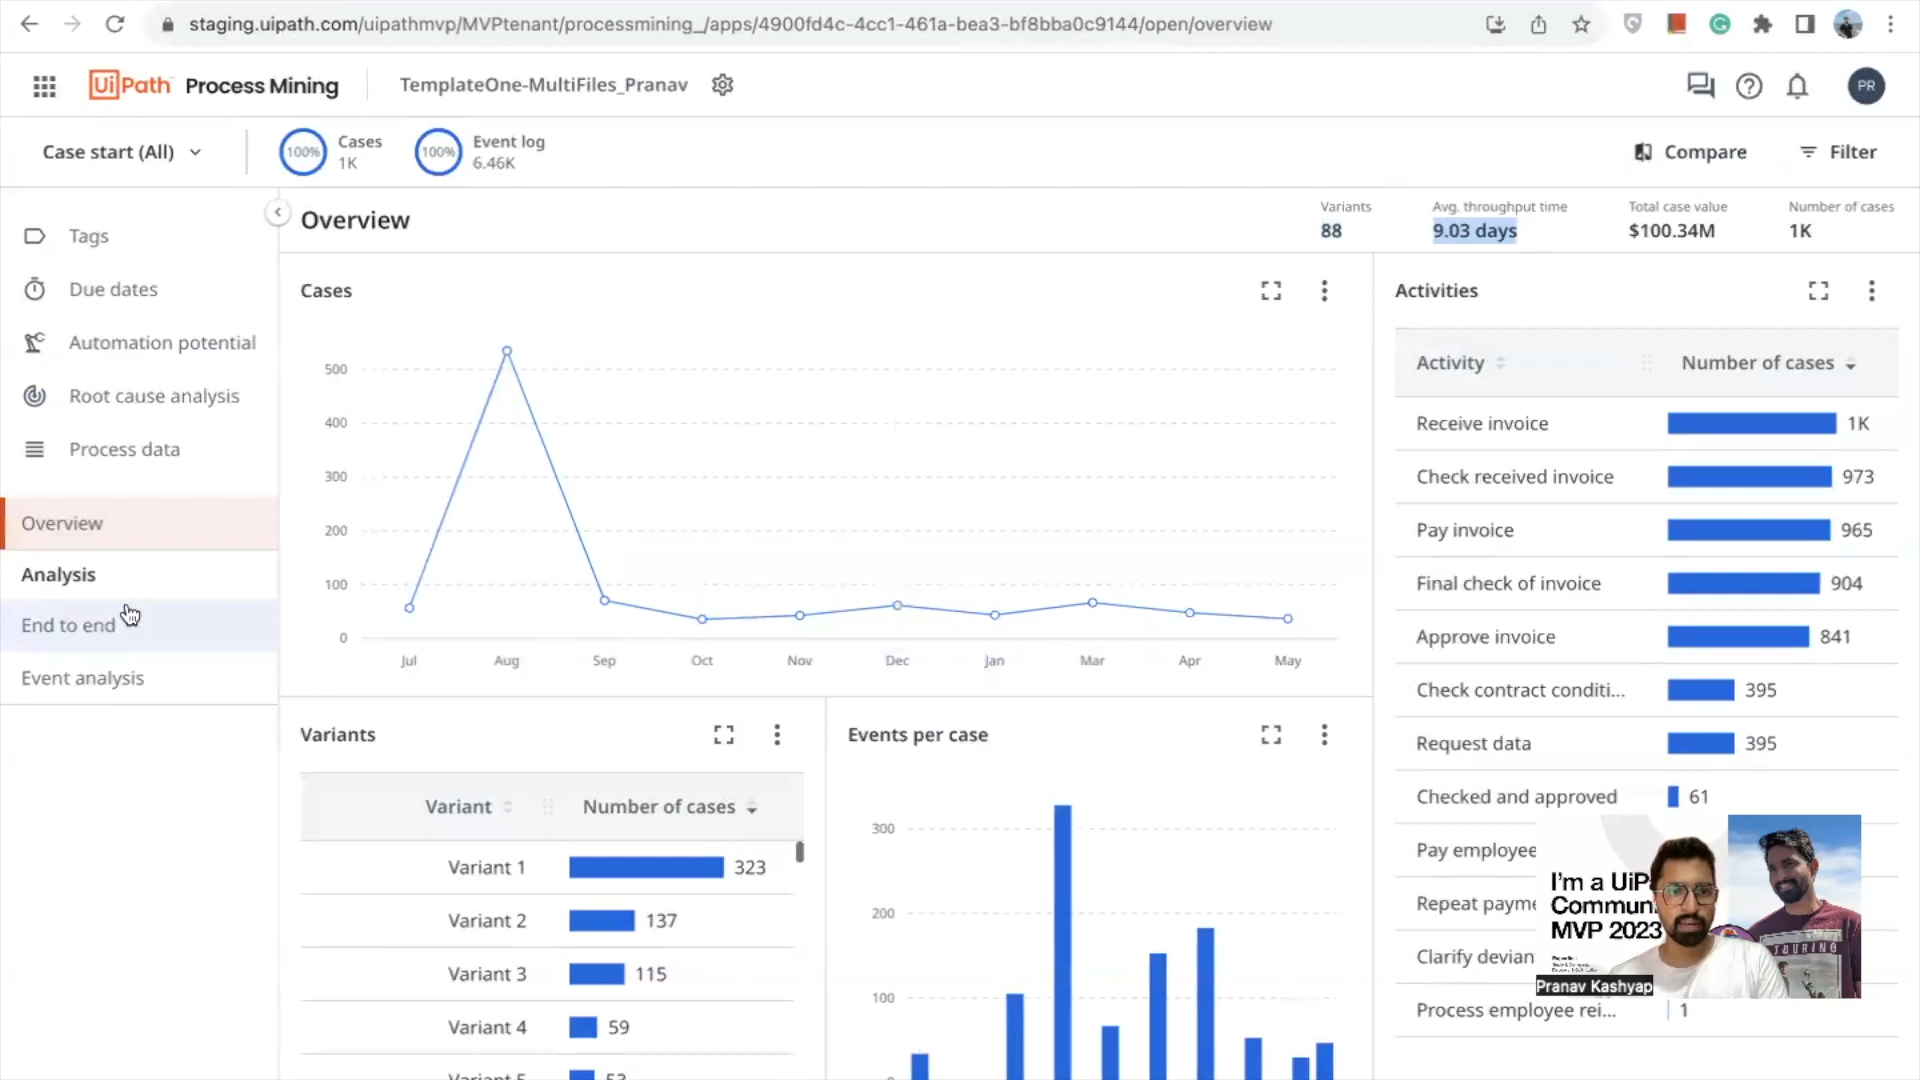 staging.uipath.com/uipathmvp/MVPtenant/processmining_/apps/4900fd4c-4cc1-461a-bea3-bf8bba0c9144/open/overview
UiPath Process Mining
TemplateOne-MultiFiles_Pranav
PR
Case start (All)
100%
Cases
1K
100%
Event log
6.46K
Compare
Filter
Tags
Due dates
Automation potential
Root cause analysis
Process data
Overview
Analysis
End to end
Event analysis
Overview
Variants
88
Avg. throughput time
9.03 days
Total case value
$100.34M
Number of cases
1K
Cases
500
400
300
200
100
0
Jul Aug Sep Oct Nov Dec Jan Mar Apr May
Variants
Variant Number of cases
Variant 1 323
Variant 2 137
Variant 3 115
Variant 4 59
Variant 5 53
Events per case
300
200
100
Activities
Activity Number of cases
Receive invoice 1K
Check received invoice 973
Pay invoice 965
Final check of invoice 904
Approve invoice 841
Check contract conditi... 395
Request data 395
Checked and approved 61
Pay employee
Repeat payme
Clarify devian
Process employee rei... 1
I'm a UiP
Commun
MVP 2023
TOURING
Pranav Kashyap